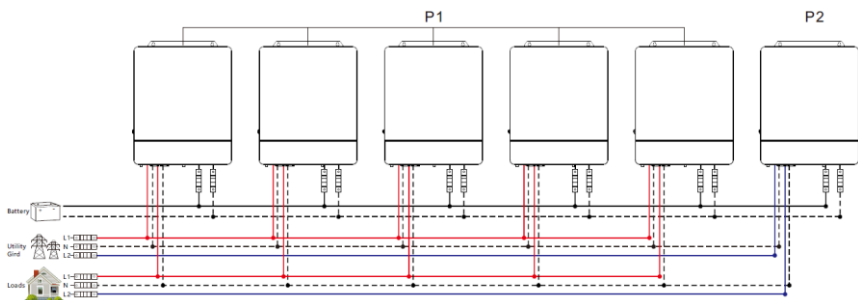 P1 P2
Battery
L1
Utility N
Gird L2
L1
Loads N
L2